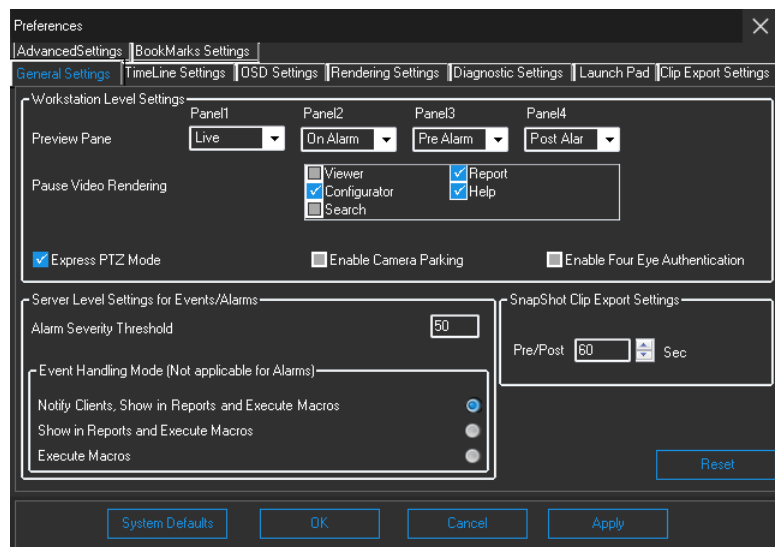 Preferences
AdvancedSettings BookMarks Settings
General Settings TimeLine Settings OSD Settings Rendering Settings Diagnostic Settings Launch Pad Clip Export Settings
Workstation Level Settings
Panel1 Panel2 Panel3 Panel4
Preview Pane Live On Alarm Pre Alarm Post Alar
Pause Video Rendering
Viewer Report
Configurator Help
Search
Express PTZ Mode Enable Camera Parking Enable Four Eye Authentication
Server Level Settings for Events/Alarms
Alarm Severity Threshold 50
Event Handling Mode (Not applicable for Alarms)
Notify Clients, Show in Reports and Execute Macros
Show in Reports and Execute Macros
Execute Macros
SnapShot Clip Export Settings
Pre/Post 60 Sec
Reset
System Defaults OK Cancel Apply